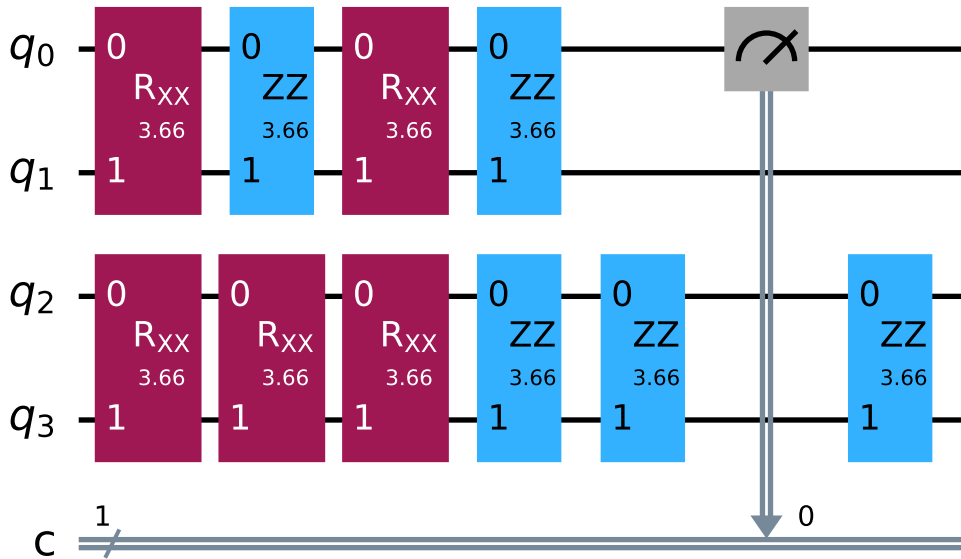 q0 0 0 0 0
RXX ZZ RXX ZZ
3.66 3.66 3.66 3.66
q1 1 1 1 1
q2 0 0 0 0 0 0
RXX RXX RXX ZZ ZZ ZZ
3.66 3.66 3.66 3.66 3.66 3.66
q3 1 1 1 1 1 1
1 0
c